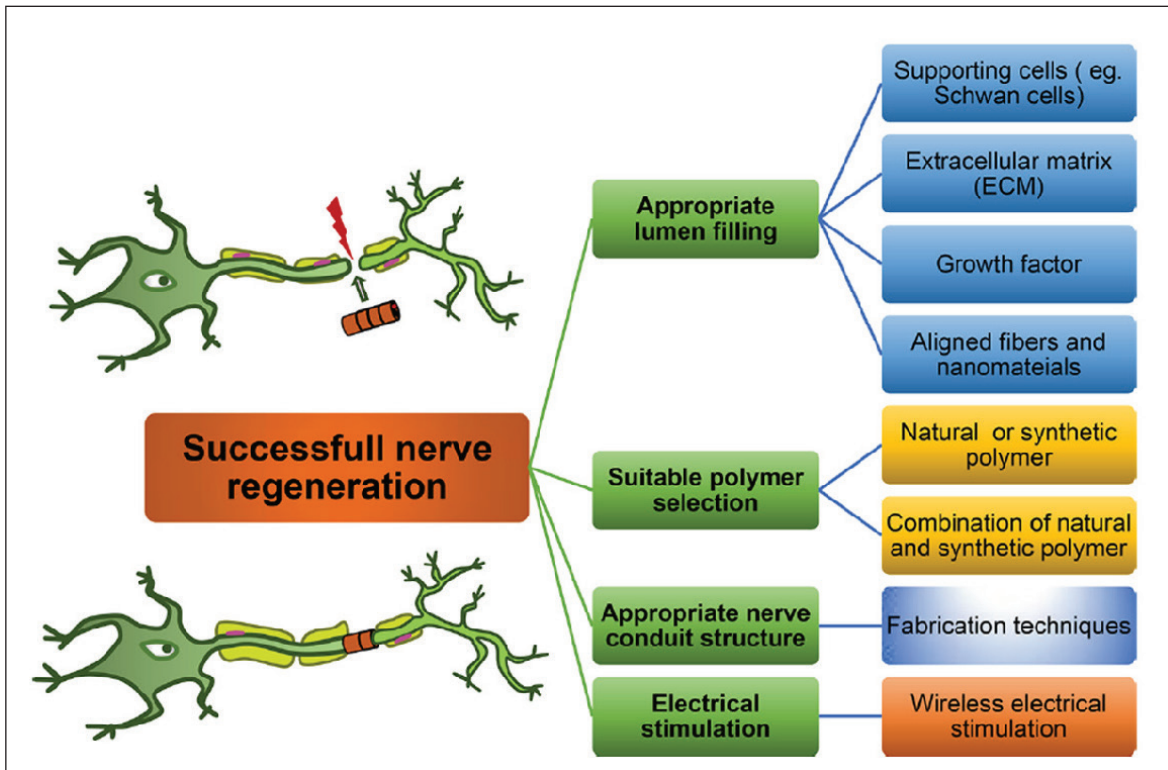 Successfull nerve
regeneration
Appropriate
lumen filling
Supporting cells ( eg.
Schwan cells)
Extracellular matrix
(ECM)
Growth factor
Aligned fibers and
nanomateials
Suitable polymer
selection
Natural or synthetic
polymer
Combination of natural
and synthetic polymer
Appropriate nerve
conduit structure
Fabrication techniques
Electrical
stimulation
Wireless electrical
stimulation